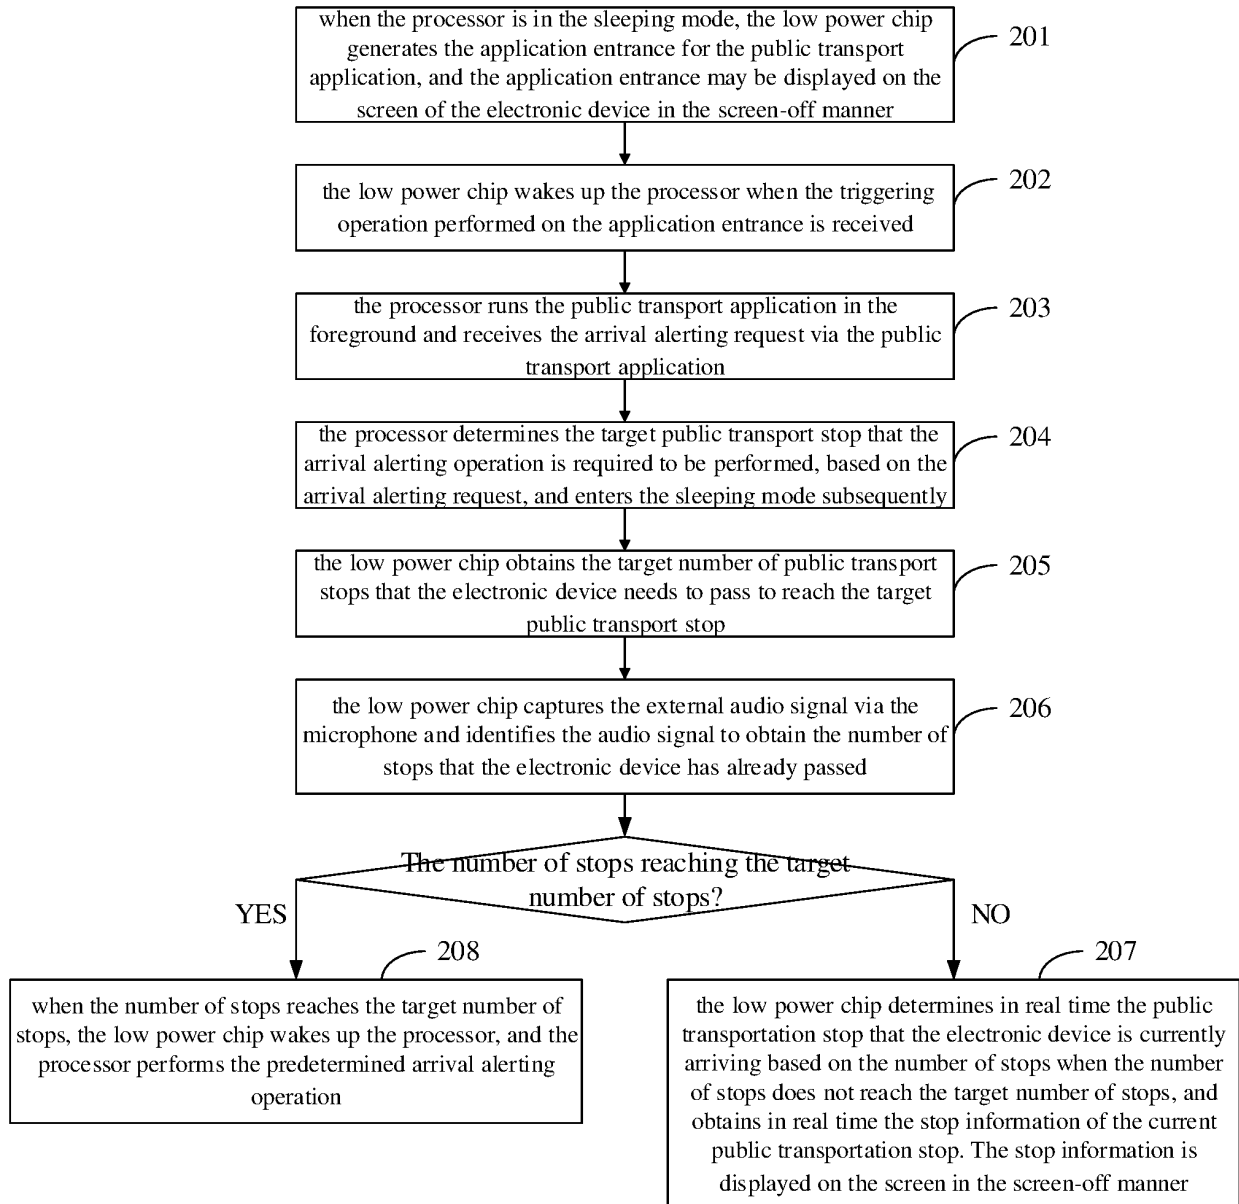 when the processor is in the sleeping mode, the low power chip
generates the application entrance for the public transport
application, and the application entrance may be displayed on the
screen of the electronic device in the screen-off manner
201
the low power chip wakes up the processor when the triggering
operation performed on the application entrance is received
202
the processor runs the public transport application in the
foreground and receives the arrival alerting request via the public
transport application
203
the processor determines the target public transport stop that the
arrival alerting operation is required to be performed, based on the
arrival alerting request, and enters the sleeping mode subsequently
204
the low power chip obtains the target number of public transport
stops that the electronic device needs to pass to reach the target
public transport stop
205
the low power chip captures the external audio signal via the
microphone and identifies the audio signal to obtain the number of
stops that the electronic device has already passed
206
The number of stops reaching the target
number of stops?
YES
NO
208
when the number of stops reaches the target number of
stops, the low power chip wakes up the processor, and the
processor performs the predetermined arrival alerting
operation
207
the low power chip determines in real time the public
transportation stop that the electronic device is currently
arriving based on the number of stops when the number
of stops does not reach the target number of stops, and
obtains in real time the stop information of the current
public transportation stop. The stop information is
displayed on the screen in the screen-off manner